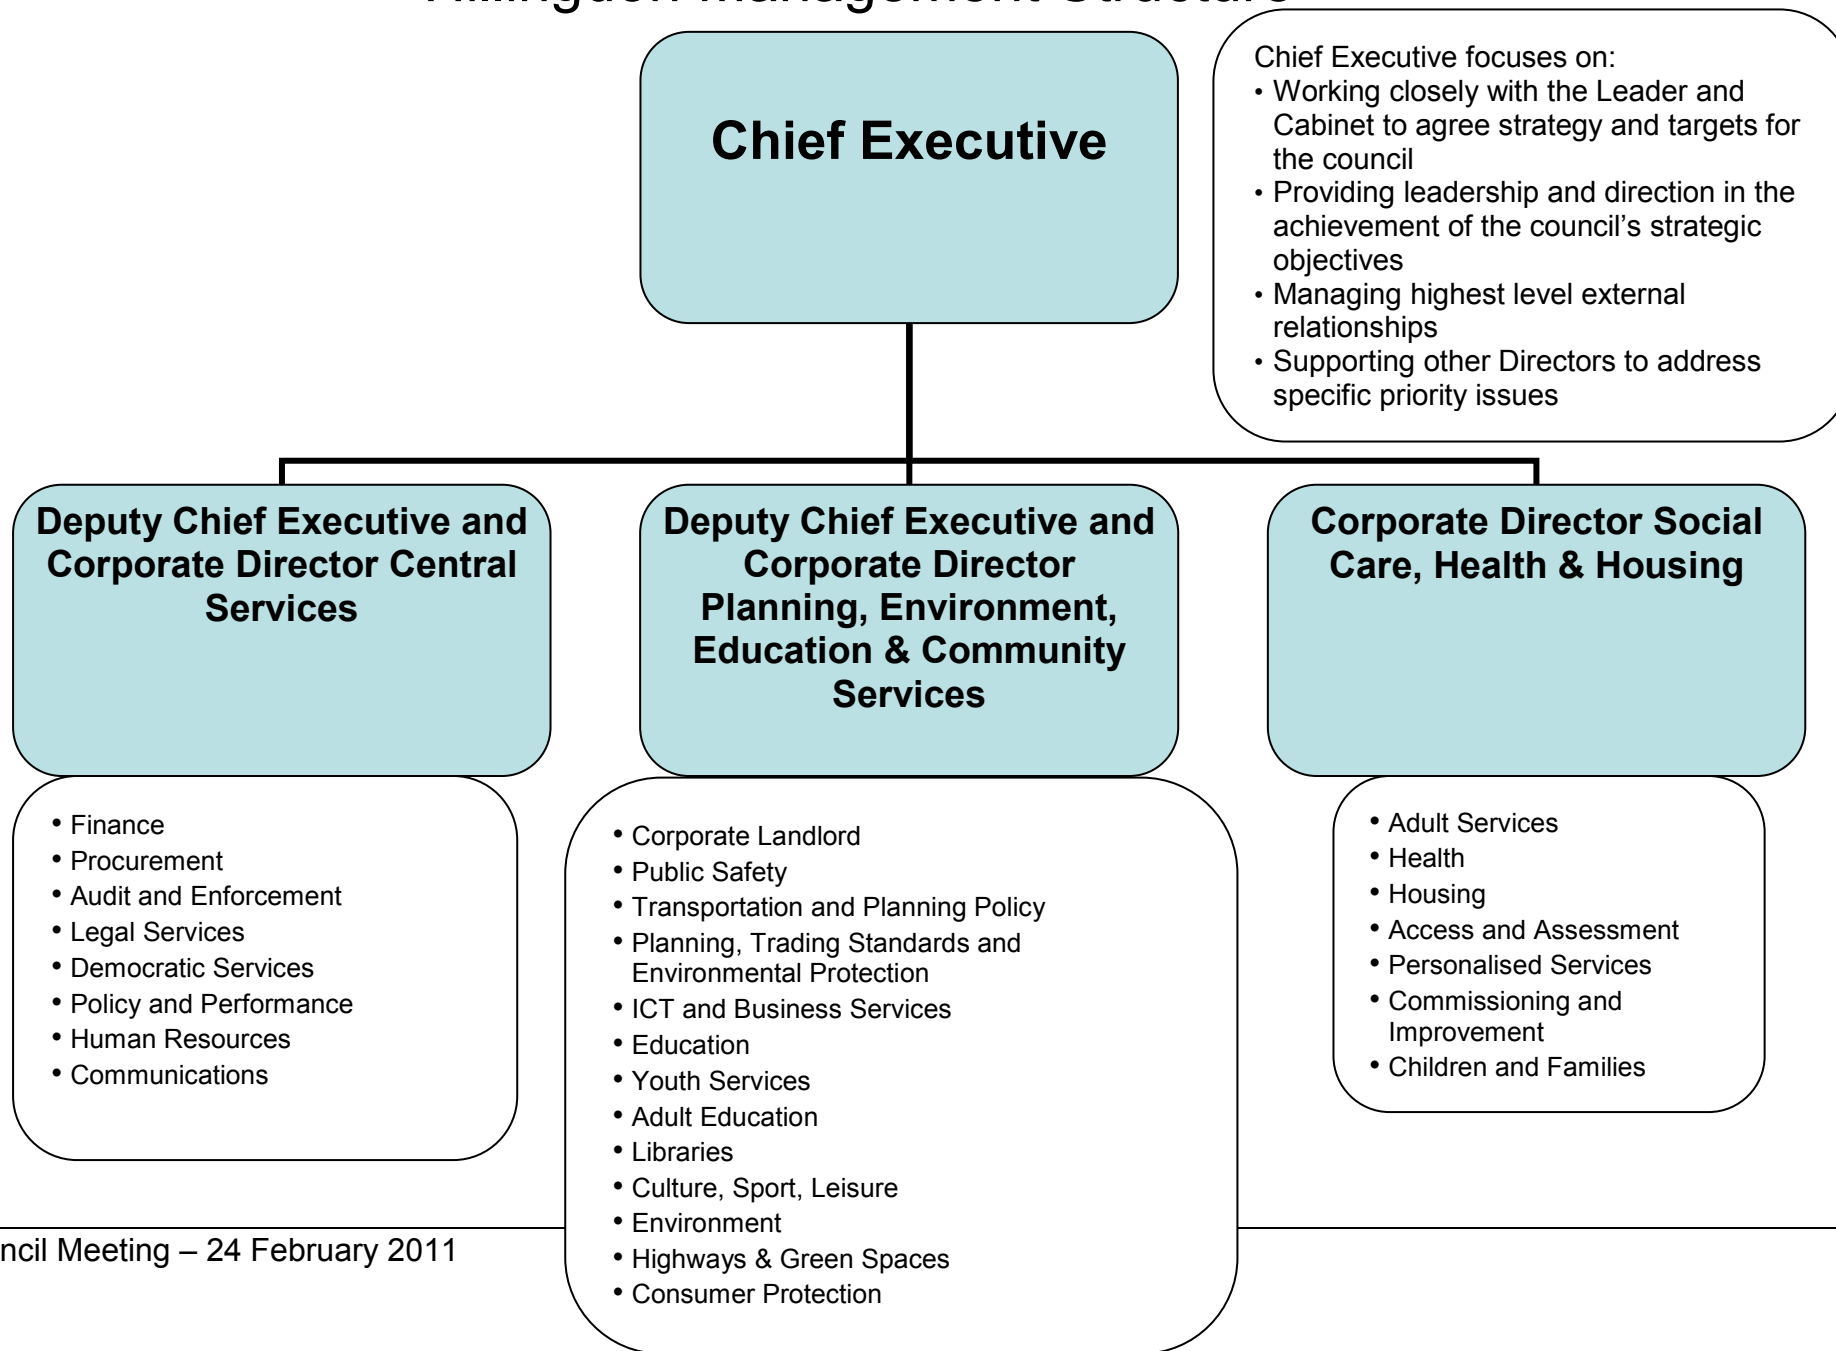 Hillingdon Management Structure
Chief Executive
Chief Executive focuses on:
• Working closely with the Leader and
Cabinet to agree strategy and targets for
the council
• Providing leadership and direction in the
achievement of the council’s strategic
objectives
• Managing highest level external
relationships
• Supporting other Directors to address
specific priority issues
Deputy Chief Executive and
Corporate Director Central
Services
Deputy Chief Executive and
Corporate Director
Planning, Environment,
Education & Community
Services
Corporate Director Social
Care, Health & Housing
• Finance
• Procurement
• Audit and Enforcement
• Legal Services
• Democratic Services
• Policy and Performance
• Human Resources
• Communications
• Corporate Landlord
• Public Safety
• Transportation and Planning Policy
• Planning, Trading Standards and
Environmental Protection
• ICT and Business Services
• Education
• Youth Services
• Adult Education
• Libraries
• Culture, Sport, Leisure
• Environment
• Highways & Green Spaces
• Consumer Protection
• Adult Services
• Health
• Housing
• Access and Assessment
• Personalised Services
• Commissioning and
Improvement
• Children and Families
ncil Meeting – 24 February 2011